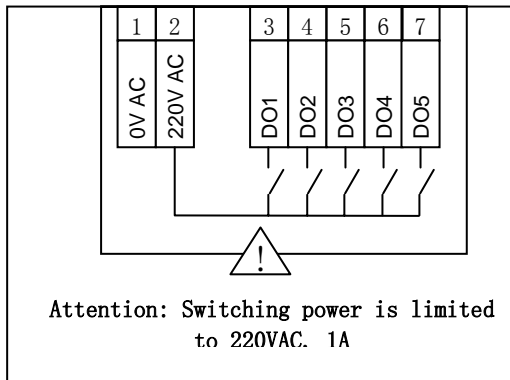 1 2 3 4 5 6 7
0V AC 220V AC DO1 DO2 DO3 DO4 DO5
!
Attention: Switching power is limited
to 220VAC. 1A